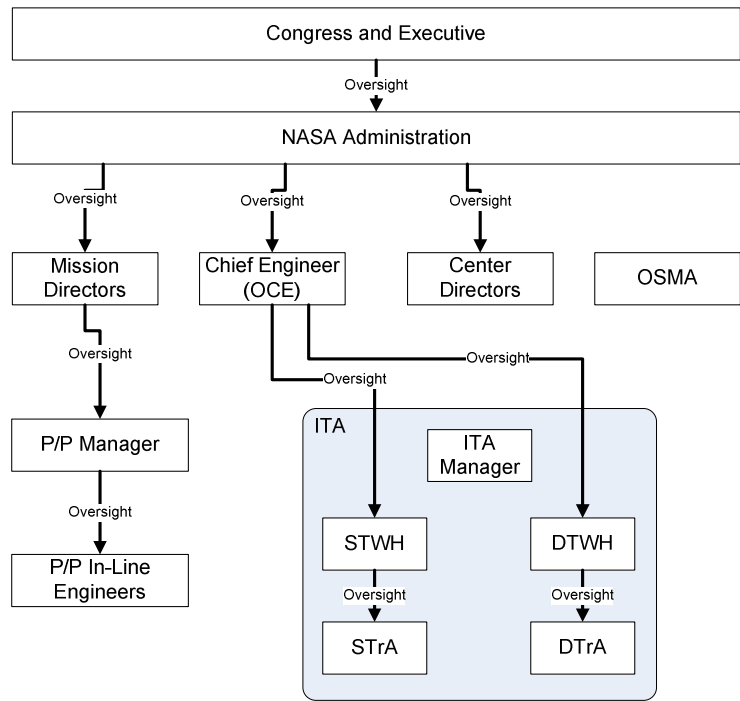 Congress and Executive
Oversight
NASA Administration
Oversight
Oversight
Oversight
Mission
Directors
Chief Engineer
(OCE)
Center
Directors
OSMA
Oversight
Oversight
Oversight
ITA
ITA
Manager
P/P Manager
Oversight
STWH
DTWH
P/P In-Line
Engineers
Oversight
Oversight
STrA
DTrA